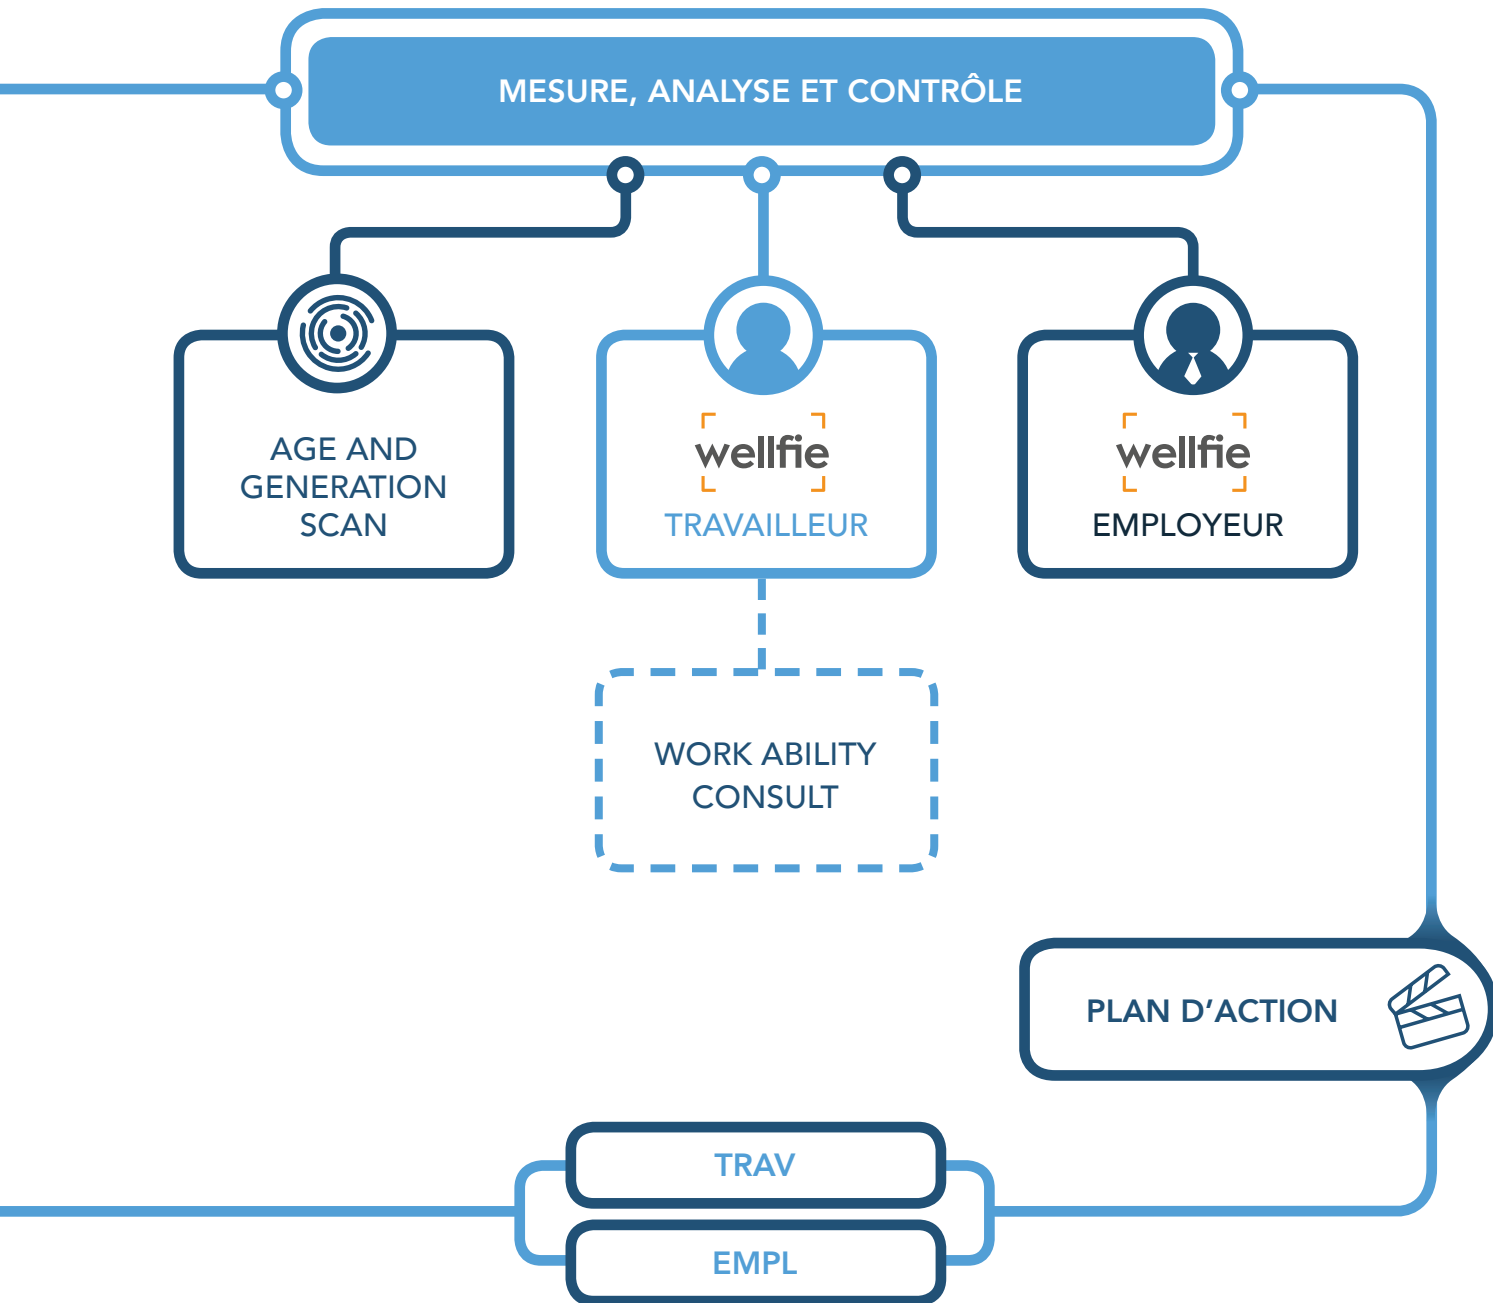 MESURE, ANALYSE ET CONTRÔLE
AGE AND
GENERATION
SCAN
wellfie
TRAVAILLEUR
wellfie
EMPLOYEUR
WORK ABILITY
CONSULT
PLAN D’ACTION
TRAV
EMPL